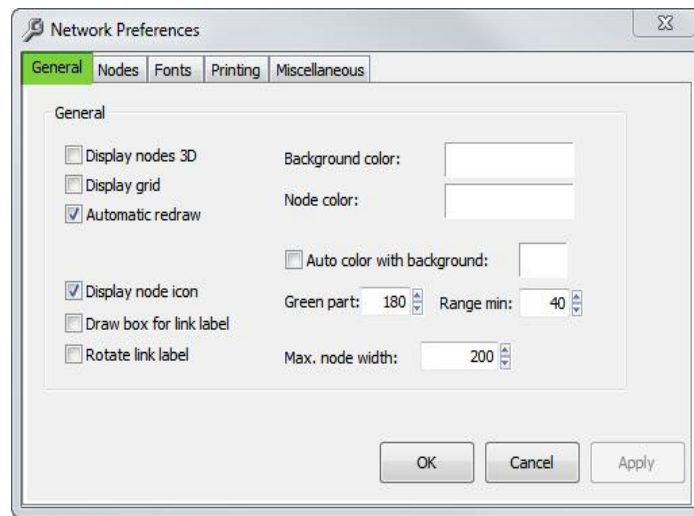 Network Preferences
General Nodes Fonts Printing Miscellaneous
General
Display nodes 3D
Display grid
Automatic redraw
Display node icon
Draw box for link label
Rotate link label
Background color:
Node color:
Auto color with background:
Green part: 180 Range min: 40
Max. node width: 200
OK Cancel Apply